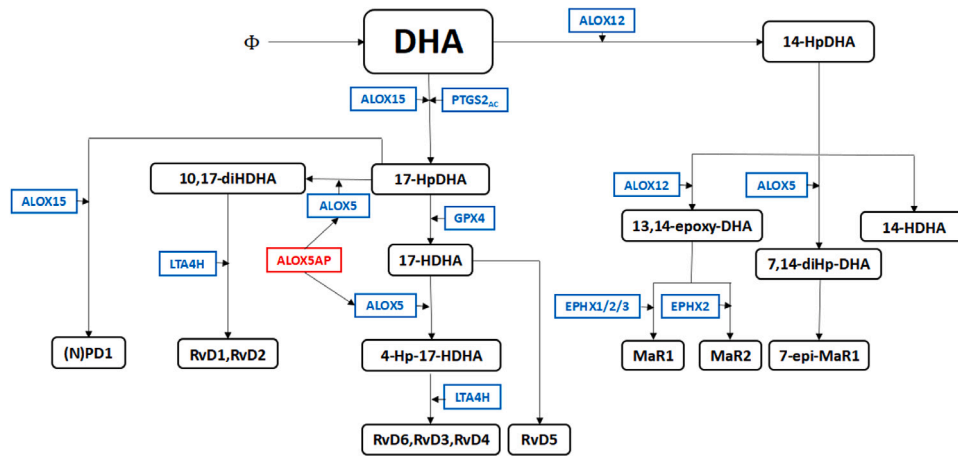 ALOX12
Φ
DHA
14-HpDHA
ALOX15
PTGS2AC
10,17-diHDHA
17-HpDHA
ALOX12
ALOX5
ALOX15
ALOX5
GPX4
13,14-epoxy-DHA
14-HDHA
LTA4H
ALOX5AP
17-HDHA
7,14-diHp-DHA
ALOX5
EPHX1/2/3
EPHX2
(N)PD1
RvD1,RvD2
4-Hp-17-HDHA
MaR1
MaR2
7-epi-MaR1
LTA4H
RvD6,RvD3,RvD4
RvD5